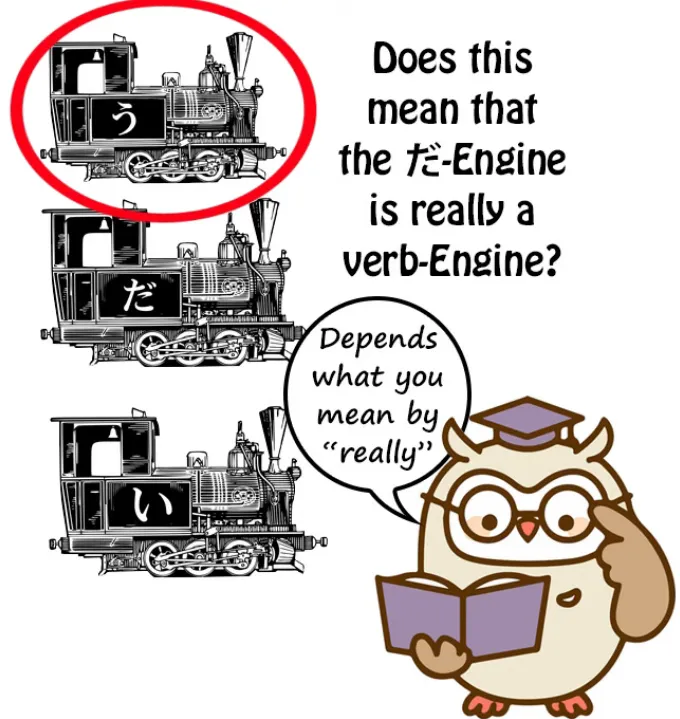 う
だ
い
Does this
mean that
the だ-Engine
is really a
verb-Engine?
Depends
what you
mean by
“really”